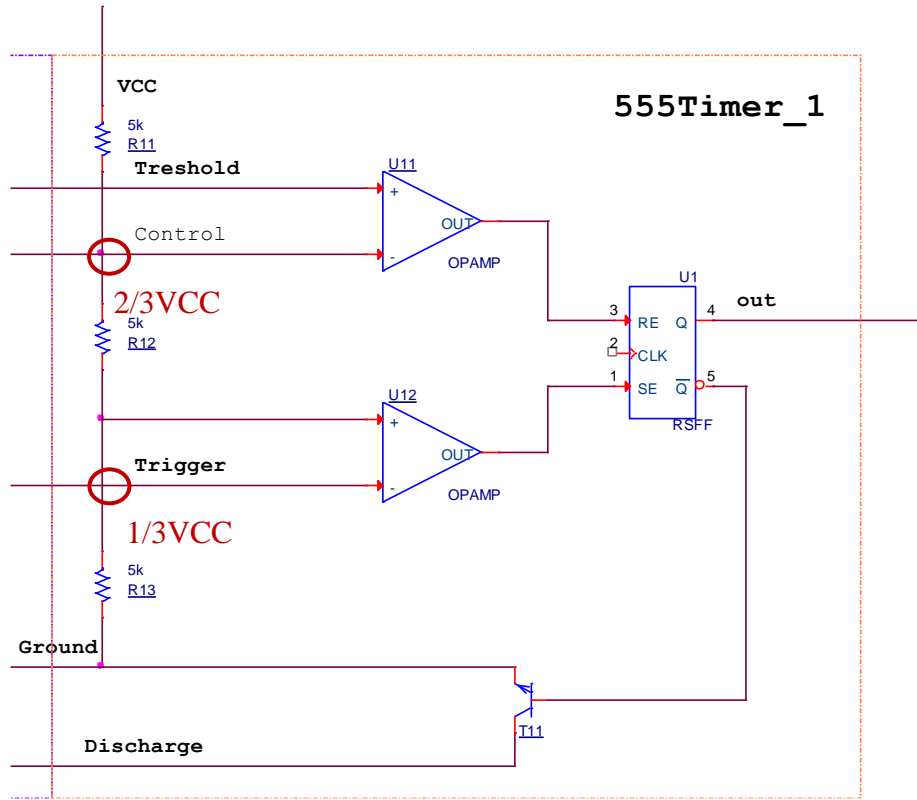 VCC
555Timer_1
5k
R11
Treshold
U11
+
OUT
-
OPAMP
Control
2/3VCC
5k
R12
U1
out
3
RE
Q
4
2
CLK
1
SE
Q
5
RSFF
U12
+
OUT
-
OPAMP
Trigger
1/3VCC
5k
R13
Ground
T11
Discharge